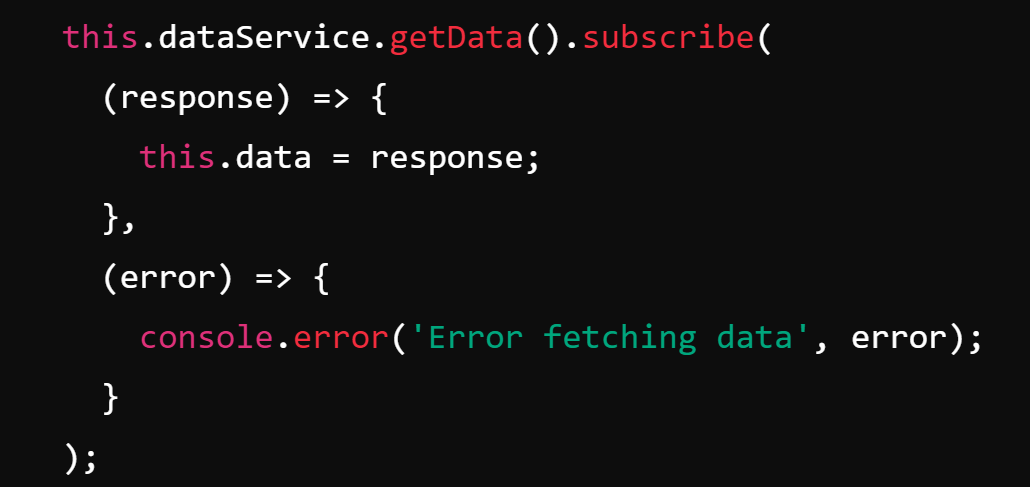 this.dataService.getData().subscribe(
  (response) => {
    this.data = response;
  },
  (error) => {
    console.error('Error fetching data', error);
  }
);